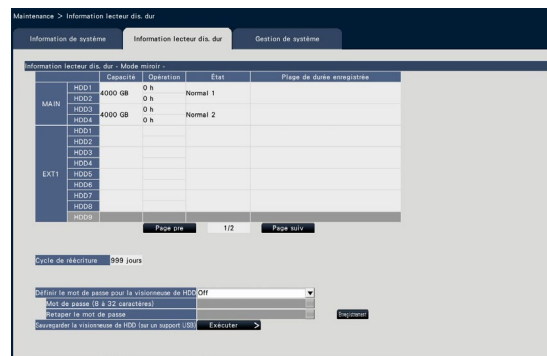 Maintenance > Information lecteur dis. dur
Information de système
Information lecteur dis. dur
Gestion de système
Information lecteur dis. dur - Mode miroir -
Capacité Opération État Plage de durée enregistrée
MAIN
HDD1 4000 GB 0 h Normal 1
HDD2 0 h
HDD3 4000 GB 0 h Normal 2
HDD4 0 h
EXT1
HDD1
HDD2
HDD3
HDD4
HDD5
HDD6
HDD7
HDD8
HDD9
Page pre 1/2 Page suiv
Cycle de réécriture 999 jours
Définir le mot de passe pour la visionneuse de HDD Off
Mot de passe (8 à 32 caractères)
Retaper le mot de passe Enregistrement
Sauvegarder la visionneuse de HDD (sur un support USB) Exécuter >